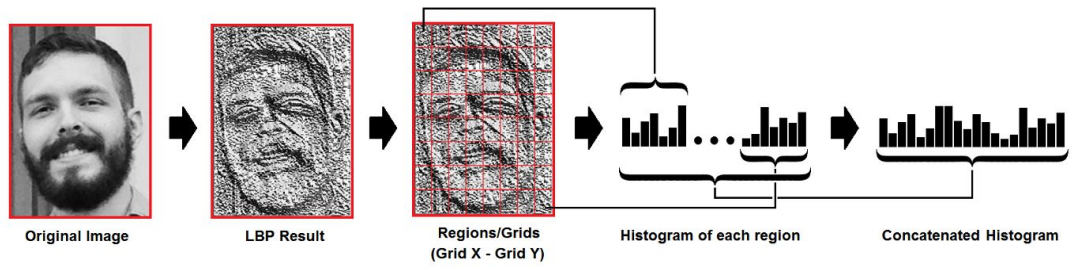 Original Image
LBP Result
Regions/Grids
(Grid X - Grid Y)
Histogram of each region
Concatenated Histogram